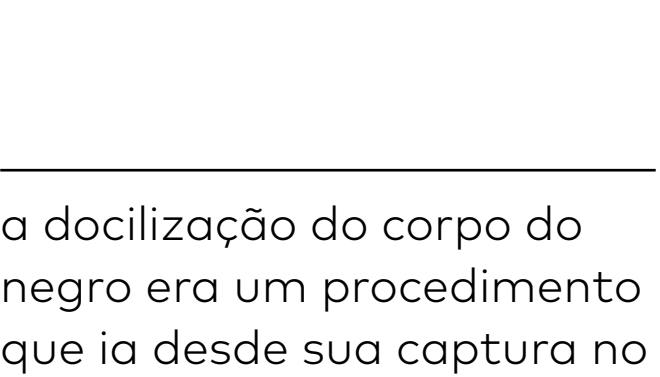 a docilização do corpo do
negro era um procedimento
que ia desde sua captura no